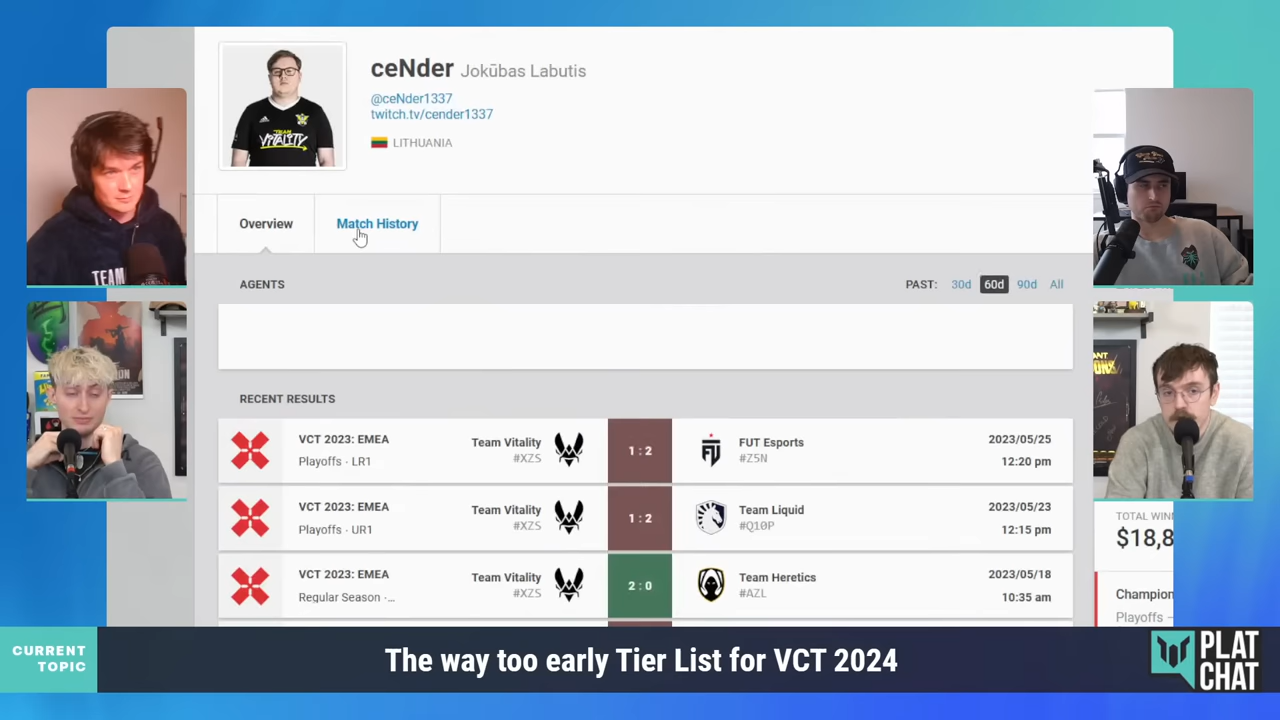 ceNder Jokūbas Labutis
@ceNder1337
twitch.tv/cender1337
LITHUANIA
TEAM
VITALITY
Overview
Match History
AGENTS
PAST: 30d 60d 90d All
RECENT RESULTS
VCT 2023: EMEA
Playoffs · LR1
Team Vitality
#XZS
1 : 2
FUT Esports
#Z5N
2023/05/25
12:20 pm
VCT 2023: EMEA
Playoffs · UR1
Team Vitality
#XZS
1 : 2
Team Liquid
#Q10P
2023/05/23
12:15 pm
VCT 2023: EMEA
Regular Season ·...
Team Vitality
#XZS
2 : 0
Team Heretics
#AZL
2023/05/18
10:35 am
TOTAL WINN
$18,8
Champion
Playoffs –
TEAM
CURRENT
TOPIC
The way too early Tier List for VCT 2024
PLAT
CHAT